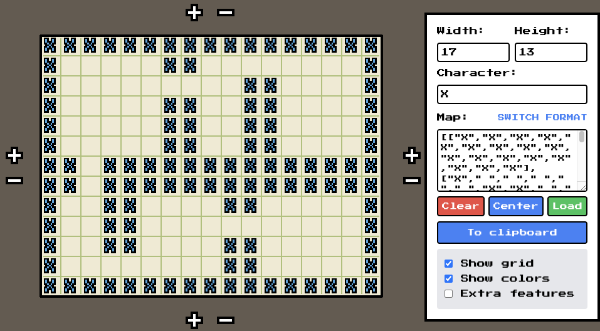 Width:
Height:
17
13
Character:
X
Map:
SWITCH FORMAT
[["X","X","X","X","
X","X","X","X","X",
"X","X","X","X","X"
,"X","X","X"],
["X"," "," "," ","
Clear
Center
Load
To clipboard
Show grid
Show colors
Extra features